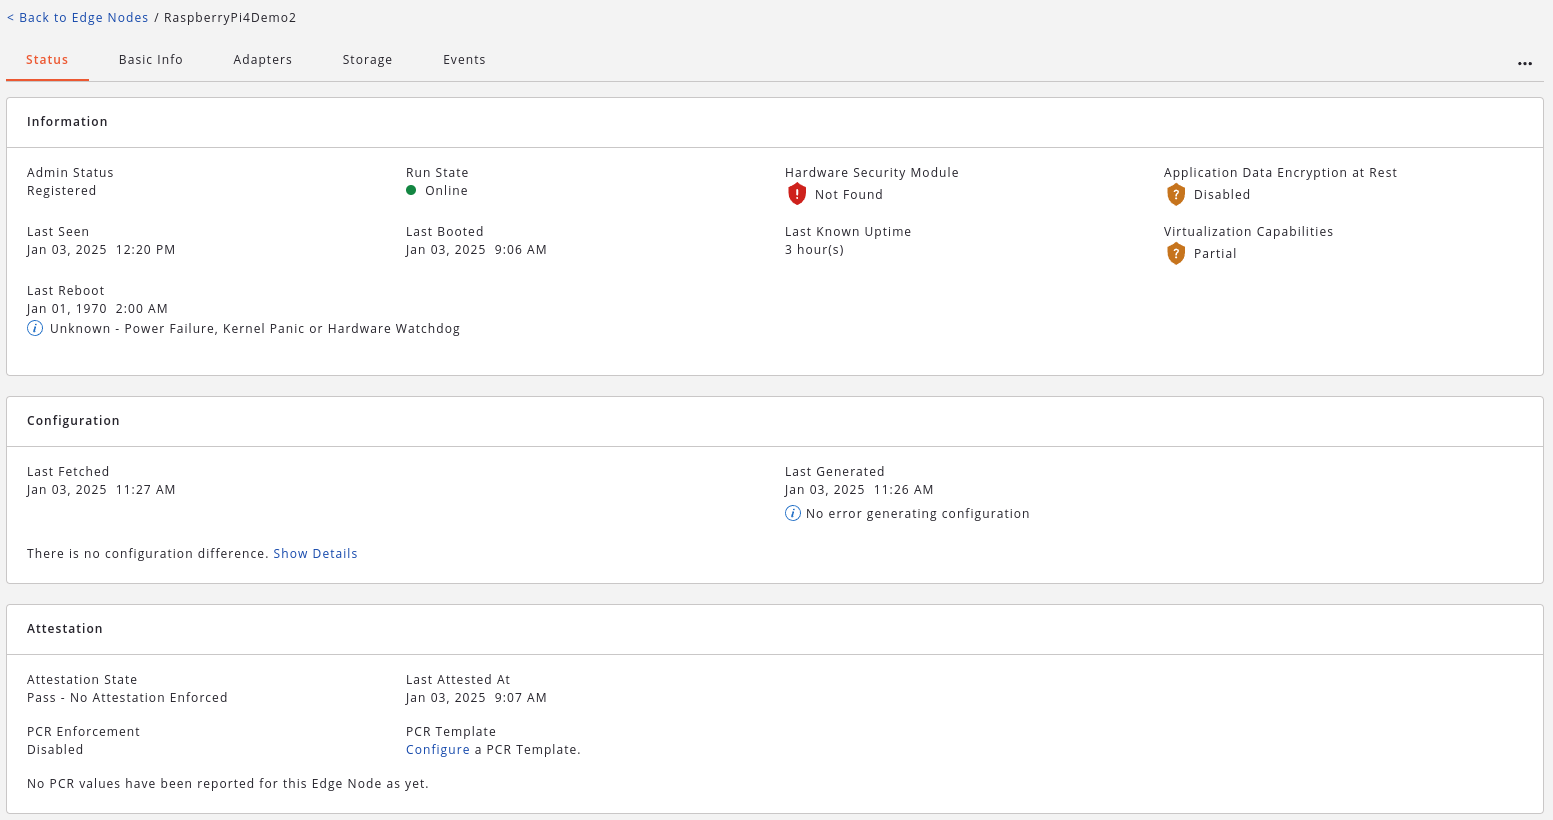 < Back to Edge Nodes / RaspberryPi4Demo2
Status Basic Info Adapters Storage Events
Information
Admin Status
Registered
Run State
Online
Hardware Security Module
Not Found
Application Data Encryption at Rest
Disabled
Last Seen
Jan 03, 2025 12:20 PM
Last Booted
Jan 03, 2025 9:06 AM
Last Known Uptime
3 hour(s)
Virtualization Capabilities
Partial
Last Reboot
Jan 01, 1970 2:00 AM
Unknown - Power Failure, Kernel Panic or Hardware Watchdog
Configuration
Last Fetched
Jan 03, 2025 11:27 AM
Last Generated
Jan 03, 2025 11:26 AM
No error generating configuration
There is no configuration difference. Show Details
Attestation
Attestation State
Pass - No Attestation Enforced
Last Attested At
Jan 03, 2025 9:07 AM
PCR Enforcement
Disabled
PCR Template
Configure a PCR Template.
No PCR values have been reported for this Edge Node as yet.